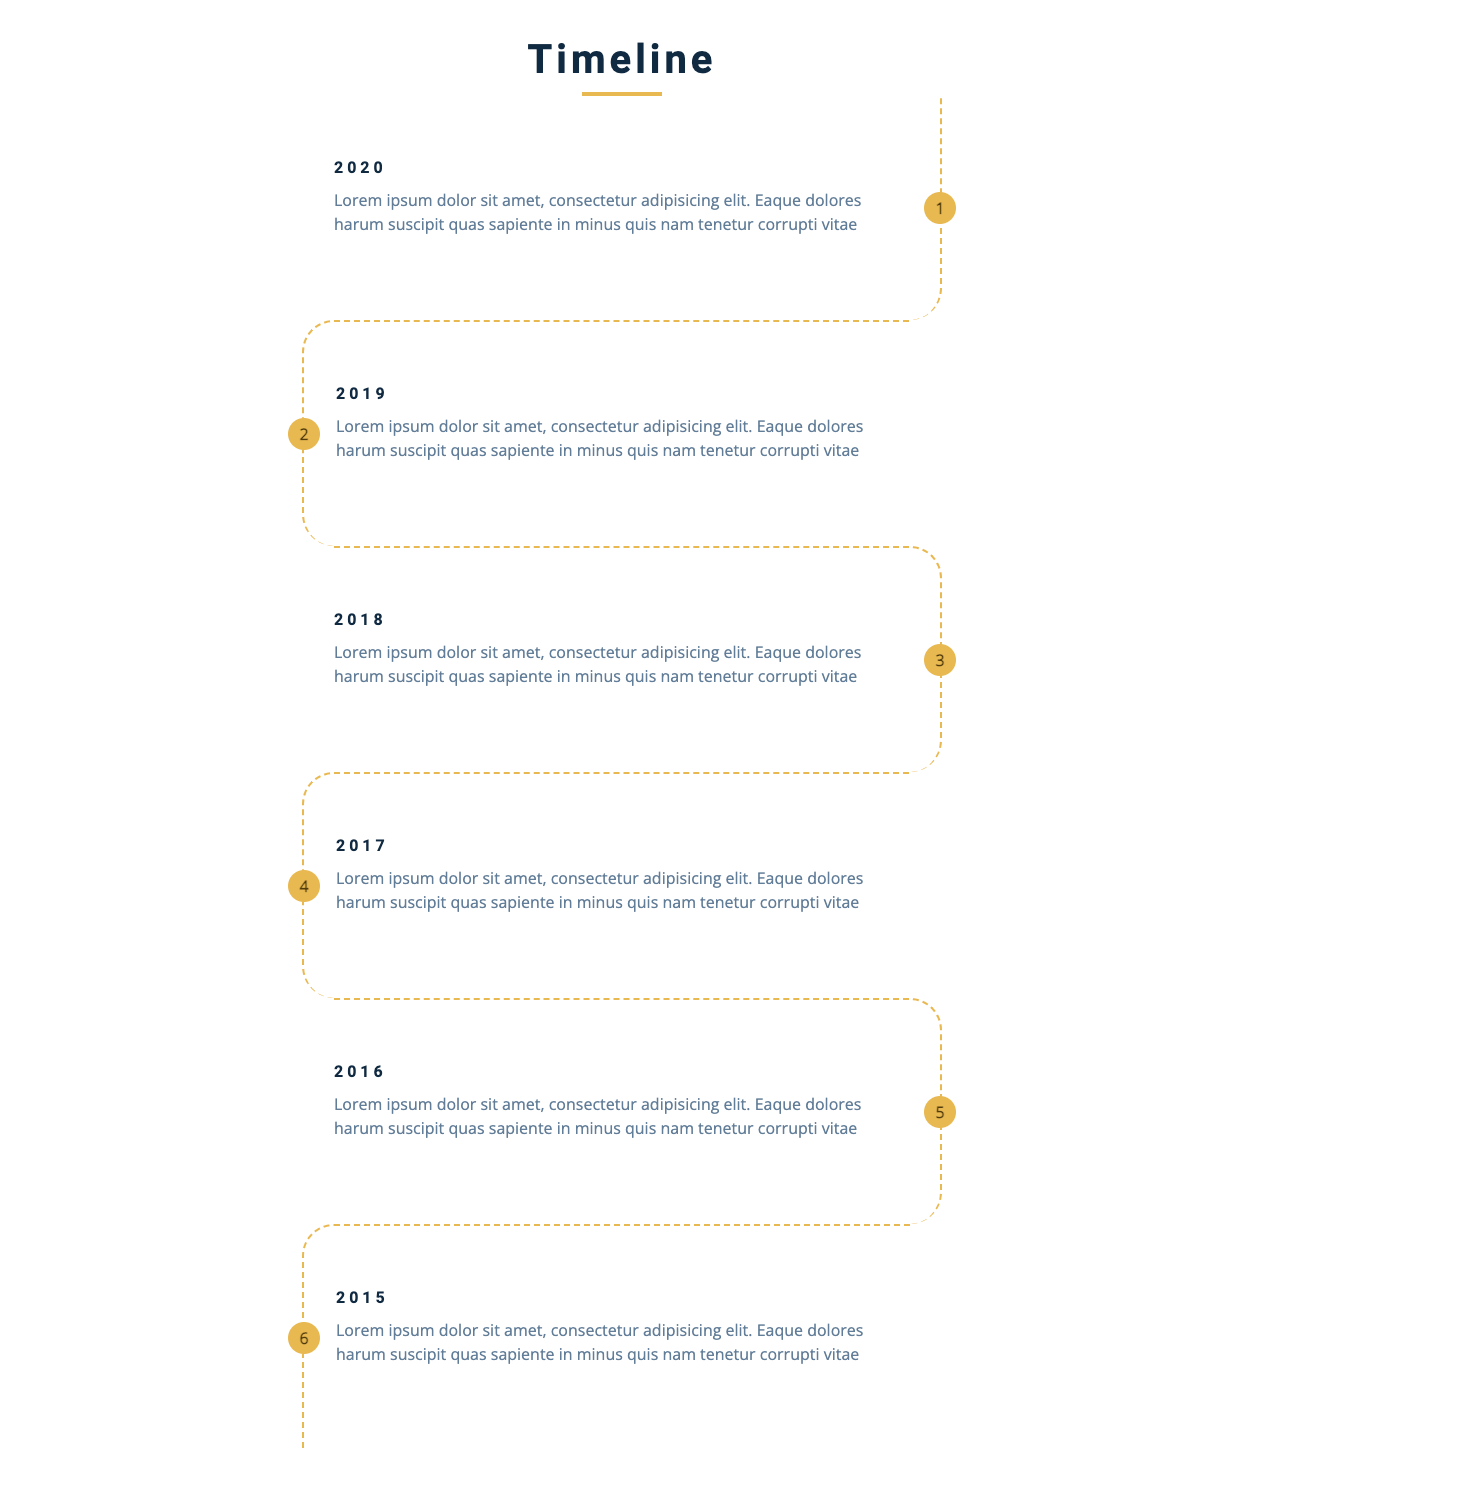 Timeline
2020
Lorem ipsum dolor sit amet, consectetur adipisicing elit. Eaque dolores
harum suscipit quas sapiente in minus quis nam tenetur corrupti vitae
1
2019
Lorem ipsum dolor sit amet, consectetur adipisicing elit. Eaque dolores
harum suscipit quas sapiente in minus quis nam tenetur corrupti vitae
2
2018
Lorem ipsum dolor sit amet, consectetur adipisicing elit. Eaque dolores
harum suscipit quas sapiente in minus quis nam tenetur corrupti vitae
3
2017
Lorem ipsum dolor sit amet, consectetur adipisicing elit. Eaque dolores
harum suscipit quas sapiente in minus quis nam tenetur corrupti vitae
4
2016
Lorem ipsum dolor sit amet, consectetur adipisicing elit. Eaque dolores
harum suscipit quas sapiente in minus quis nam tenetur corrupti vitae
5
2015
Lorem ipsum dolor sit amet, consectetur adipisicing elit. Eaque dolores
harum suscipit quas sapiente in minus quis nam tenetur corrupti vitae
6